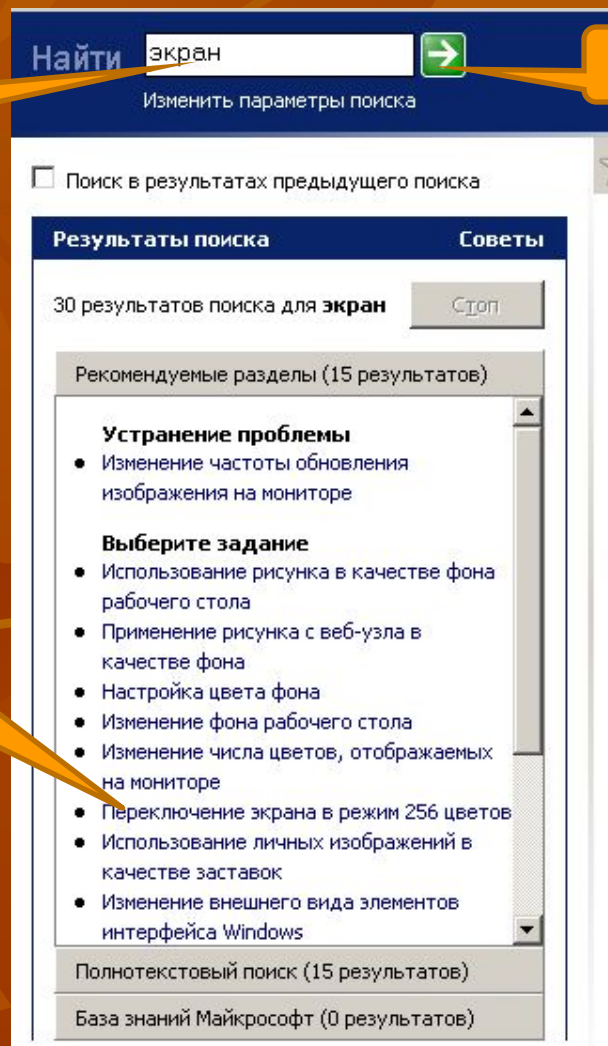 Найти экран
Изменить параметры поиска
Поиск в результатах предыдущего поиска
Результаты поиска Советы
30 результатов поиска для экран Стоп
Рекомендуемые разделы (15 результатов)
Устранение проблемы
• Изменение частоты обновления
изображения на мониторе
Выберите задание
• Использование рисунка в качестве фона
рабочего стола
• Применение рисунка с веб-узла в
качестве фона
• Настройка цвета фона
• Изменение фона рабочего стола
• Изменение числа цветов, отображаемых
на мониторе
• Переключение экрана в режим 256 цветов
• Использование личных изображений в
качестве заставок
• Изменение внешнего вида элементов
интерфейса Windows
Полнотекстовый поиск (15 результатов)
База знаний Майкрософт (0 результатов)